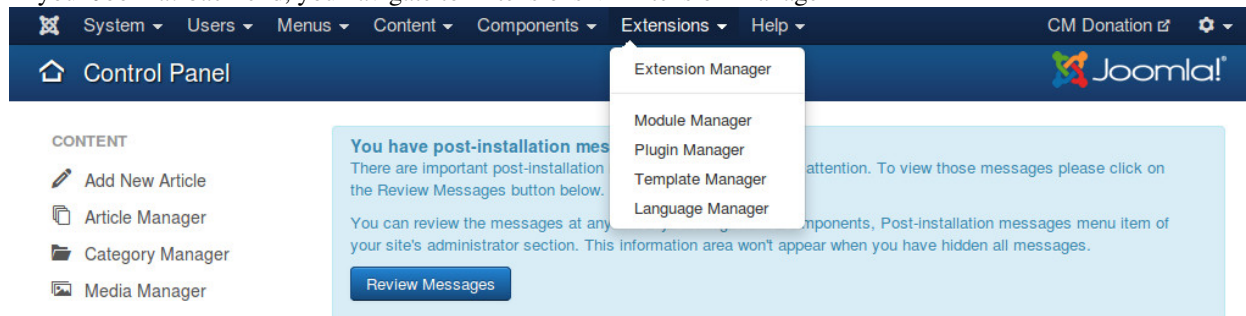 System Users Menus Content Components Extensions Help CM Donation
Control Panel Joomla!
Extension Manager
Module Manager
Plugin Manager
Template Manager
Language Manager
CONTENT
Add New Article
Article Manager
Category Manager
Media Manager
You have post-installation mes
There are important post-installation attention. To view those messages please click on
the Review Messages button below.
You can review the messages at any mponents, Post-installation messages menu item of
your site's administrator section. This information area won't appear when you have hidden all messages.
Review Messages